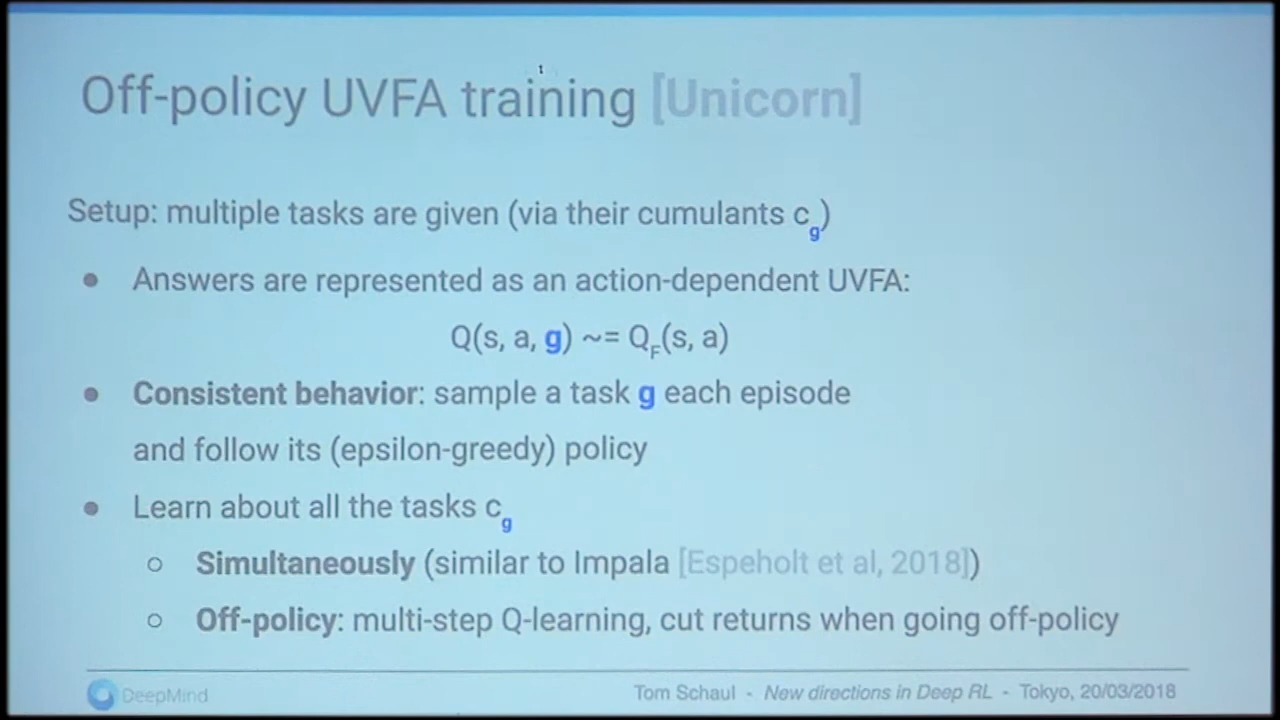 Off-policy UVFA training [Unicorn]
Setup: multiple tasks are given (via their cumulants c_g)
● Answers are represented as an action-dependent UVFA:
Q(s, a, g) ~= Q_F(s, a)
● Consistent behavior: sample a task g each episode
and follow its (epsilon-greedy) policy
● Learn about all the tasks c_g
○ Simultaneously (similar to Impala [Espeholt et al, 2018])
○ Off-policy: multi-step Q-learning, cut returns when going off-policy
DeepMind
Tom Schaul - New directions in Deep RL - Tokyo, 20/03/2018